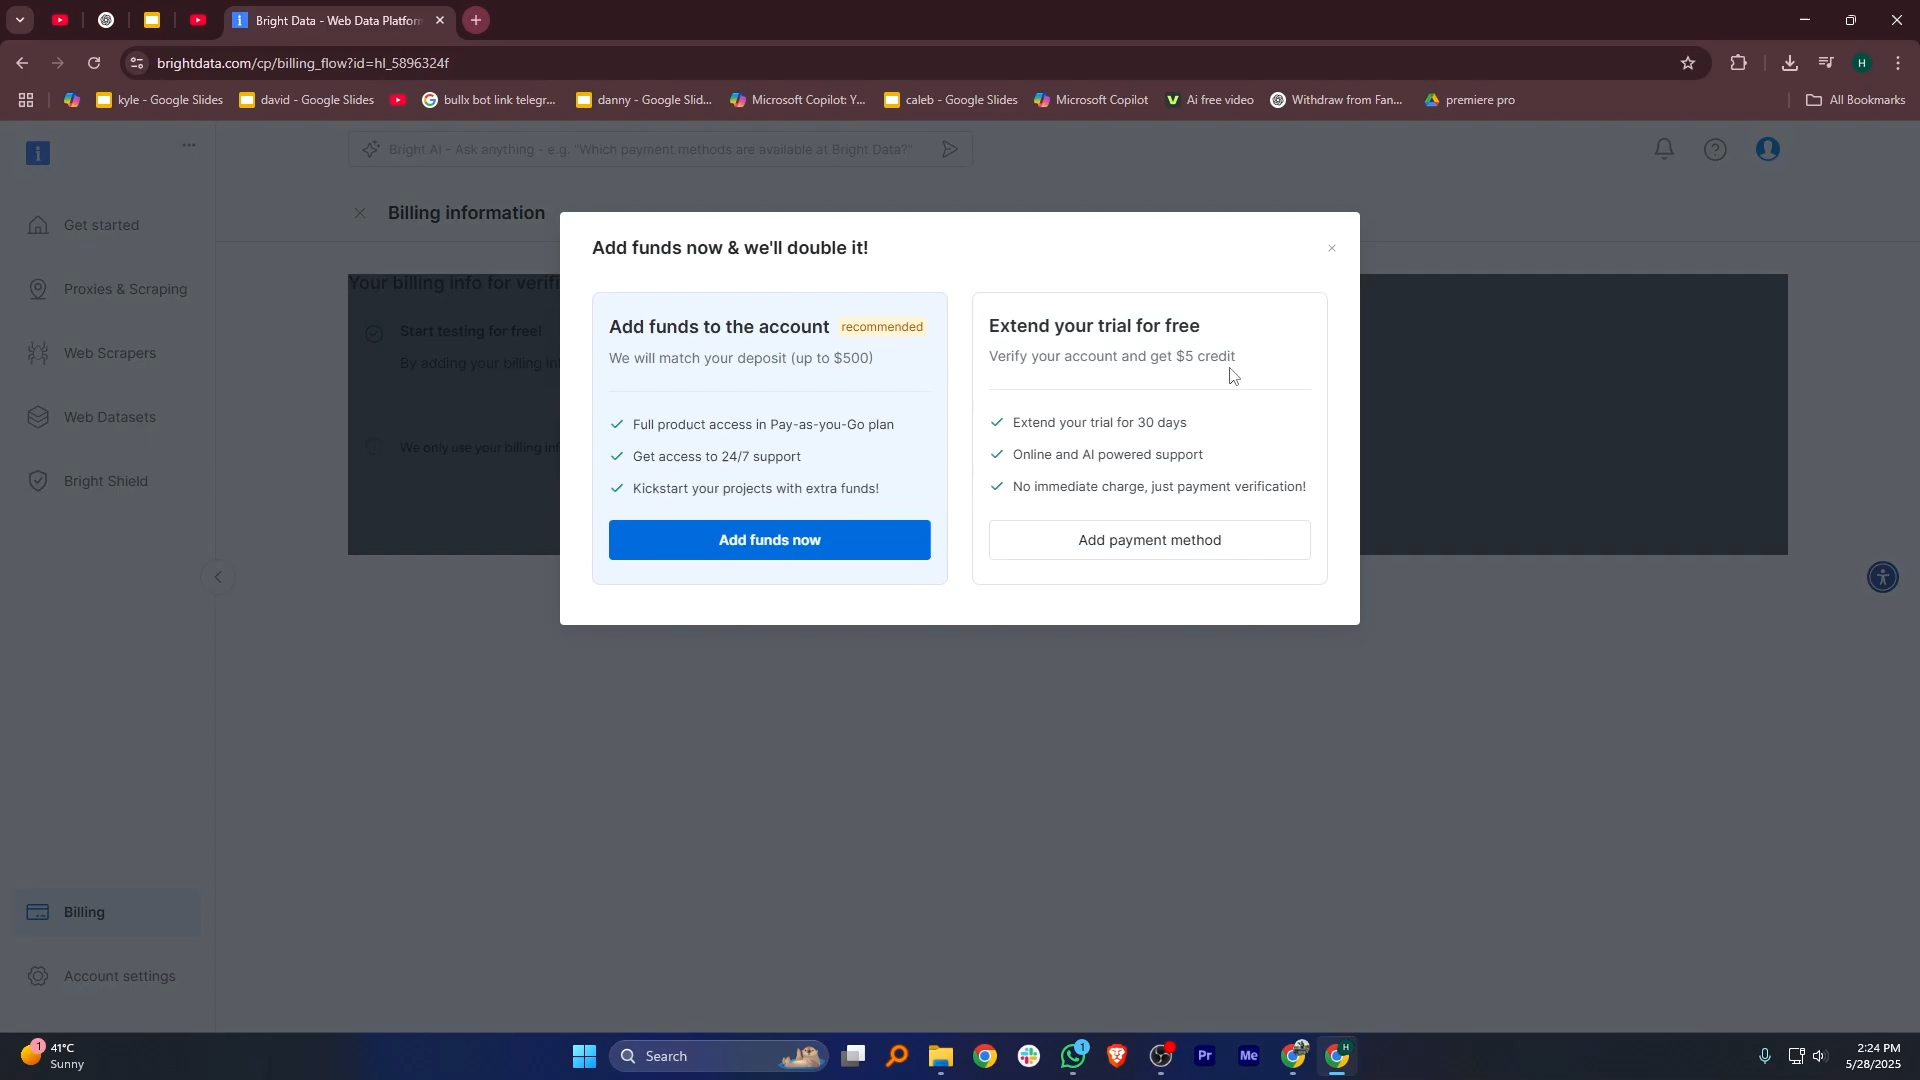 Bright Data - Web Data Platform
brightdata.com/cp/billing_flow?id=hl_5896324f
H
kyle - Google Slides
david - Google Slides
bullx bot link telegr...
danny - Google Slid...
Microsoft Copilot: Y...
caleb - Google Slides
Microsoft Copilot
Ai free video
Withdraw from Fan...
premiere pro
All Bookmarks
Bright AI - Ask anything - e.g. "Which payment methods are available at Bright Data?"
Get started
Proxies & Scraping
Web Scrapers
Web Datasets
Bright Shield
Billing
Account settings
Billing information
Your billing info for verifi
Start testing for free!
By adding your billing in
We only use your billing inf
Add funds now & we'll double it!
Add funds to the account recommended
We will match your deposit (up to $500)
Full product access in Pay-as-you-Go plan
Get access to 24/7 support
Kickstart your projects with extra funds!
Add funds now
Extend your trial for free
Verify your account and get $5 credit
Extend your trial for 30 days
Online and AI powered support
No immediate charge, just payment verification!
Add payment method
1
41°C
Sunny
Search
1
Pr
Me
H
2:24 PM
5/28/2025